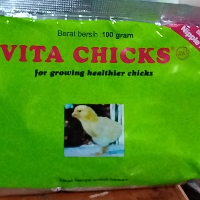 Berat bersih :100 gram
VITA CHICKS®
for growing healthier chicks